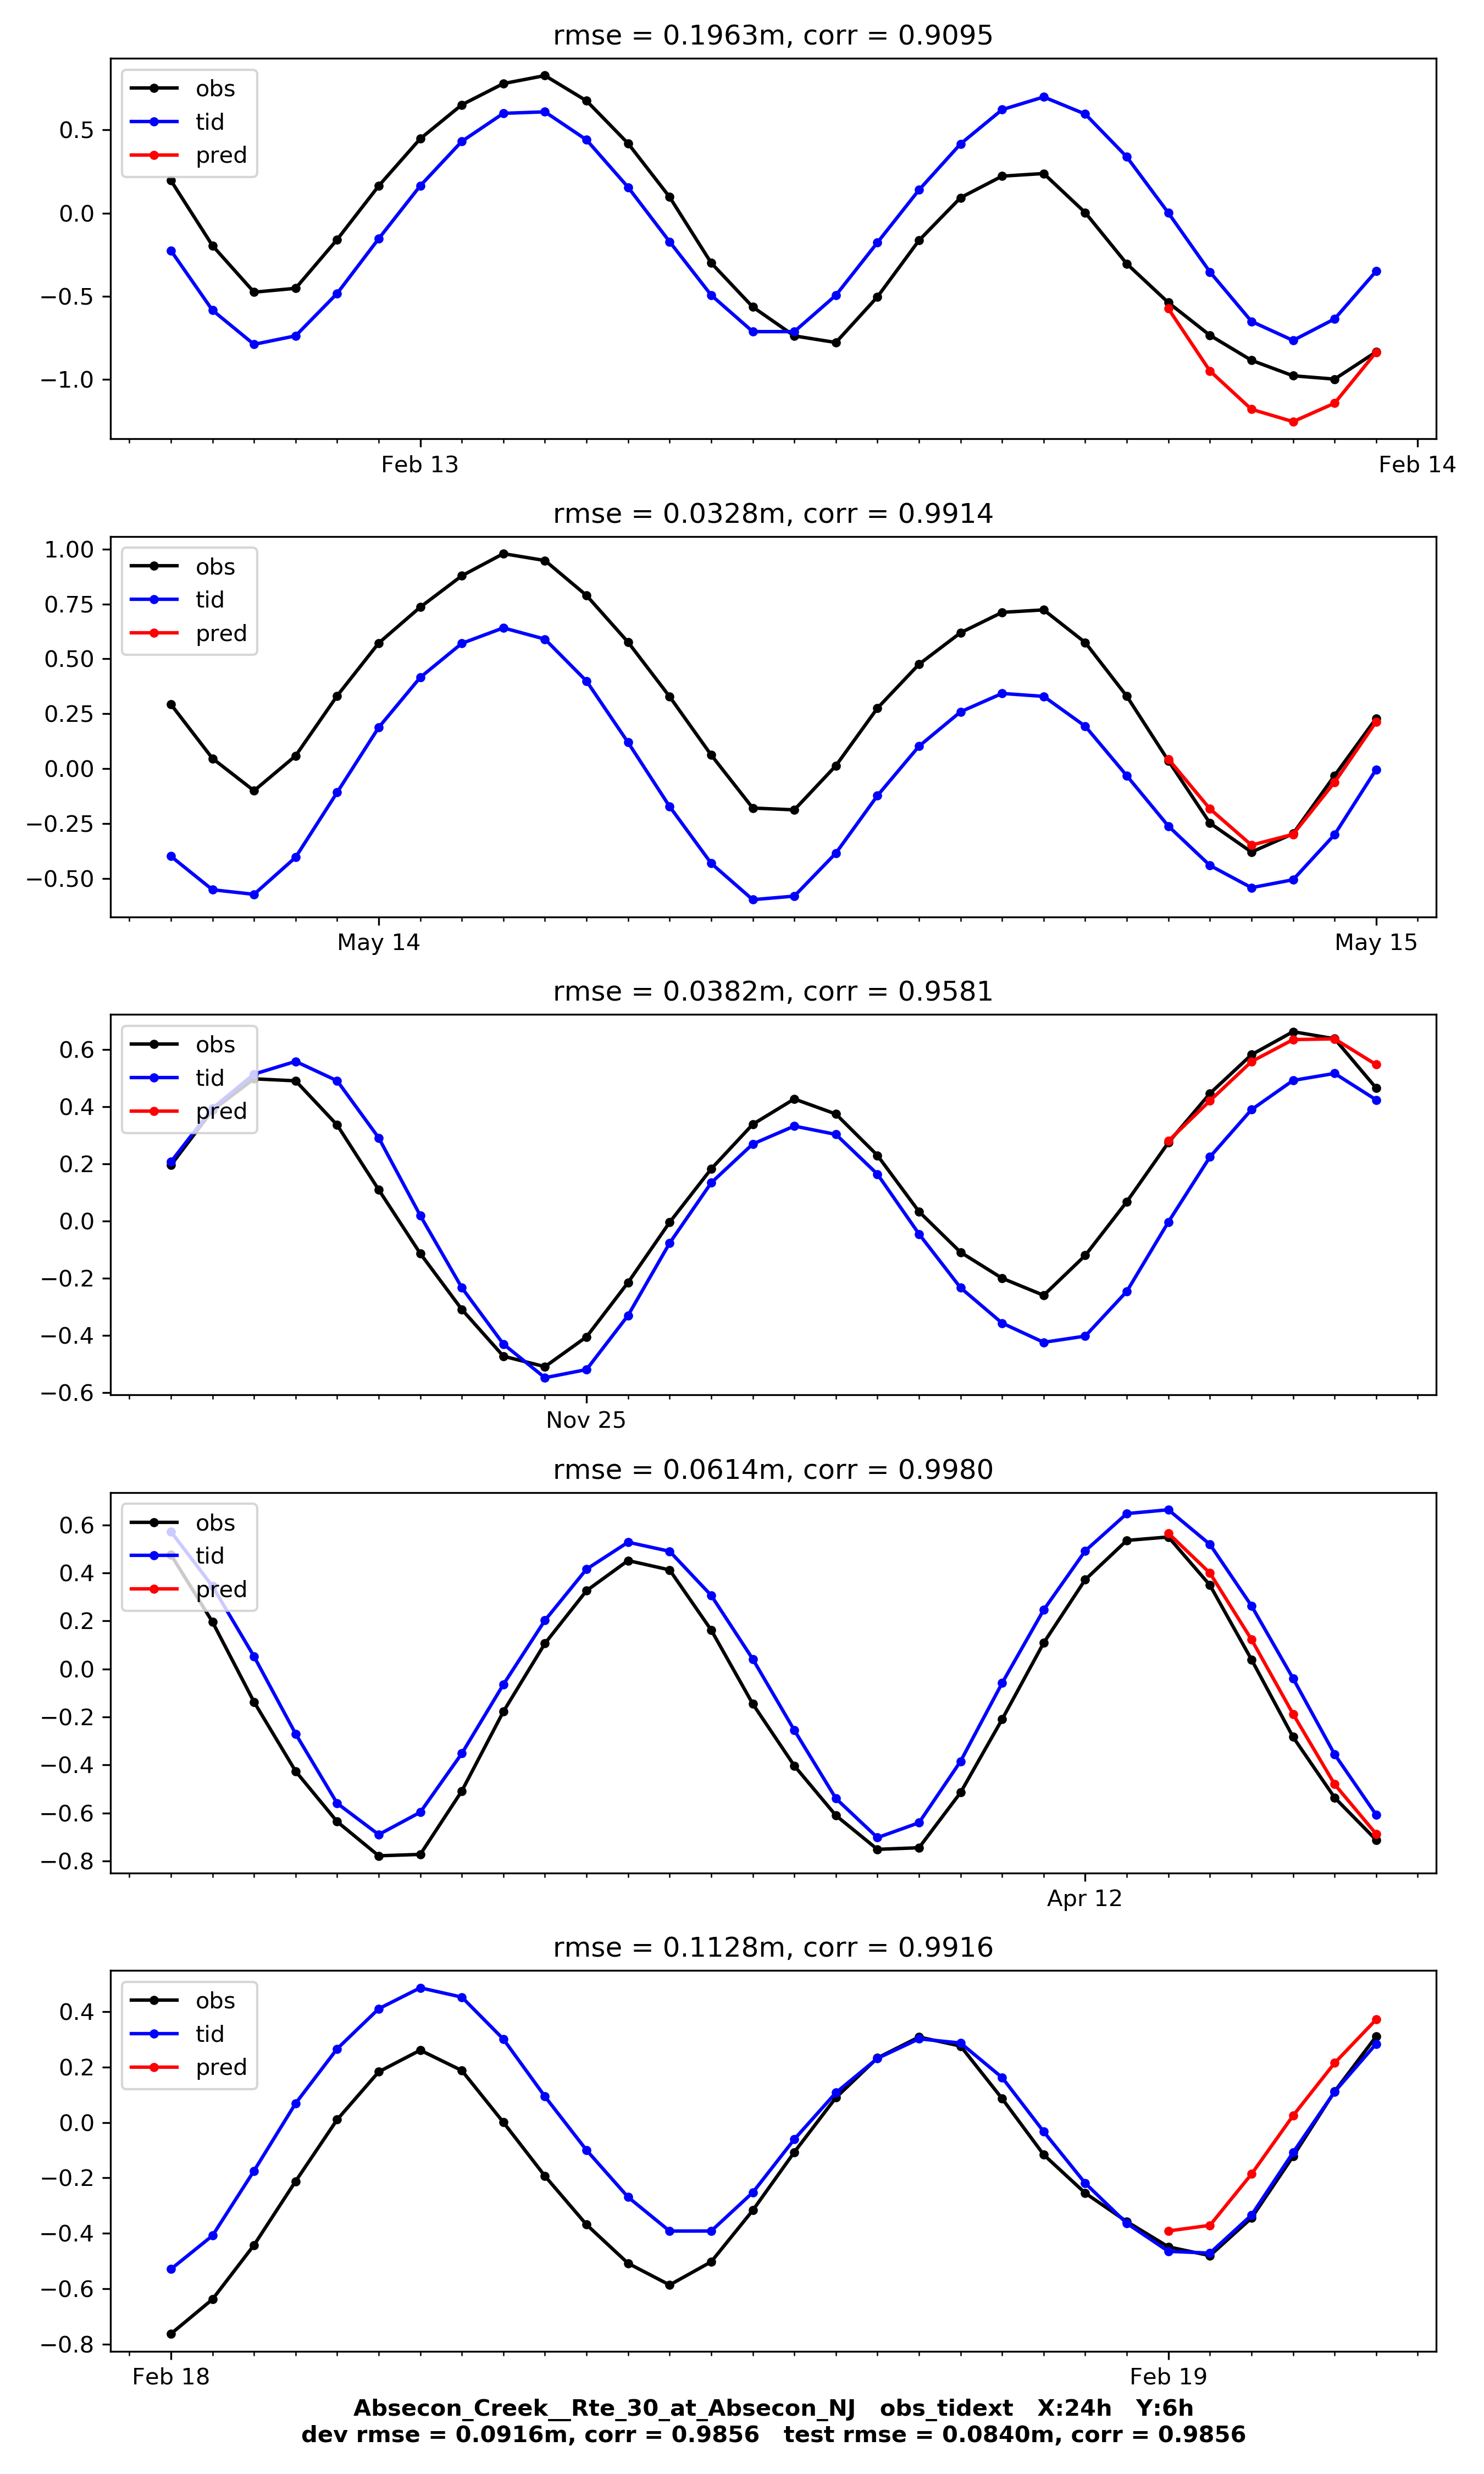 rmse = 0.1963m, corr = 0.9095
obs
tid
pred
0.5
0.0
−0.5
−1.0
Feb 13
Feb 14
rmse = 0.0328m, corr = 0.9914
obs
tid
pred
1.00
0.75
0.50
0.25
0.00
−0.25
−0.50
May 14
May 15
rmse = 0.0382m, corr = 0.9581
obs
tid
pred
0.6
0.4
0.2
0.0
−0.2
−0.4
−0.6
Nov 25
rmse = 0.0614m, corr = 0.9980
obs
tid
pred
0.6
0.4
0.2
0.0
−0.2
−0.4
−0.6
−0.8
Apr 12
rmse = 0.1128m, corr = 0.9916
obs
tid
pred
0.4
0.2
0.0
−0.2
−0.4
−0.6
−0.8
Feb 18
Feb 19
Absecon_Creek__Rte_30_at_Absecon_NJ obs_tidext X:24h Y:6h
dev rmse = 0.0916m, corr = 0.9856 test rmse = 0.0840m, corr = 0.9856